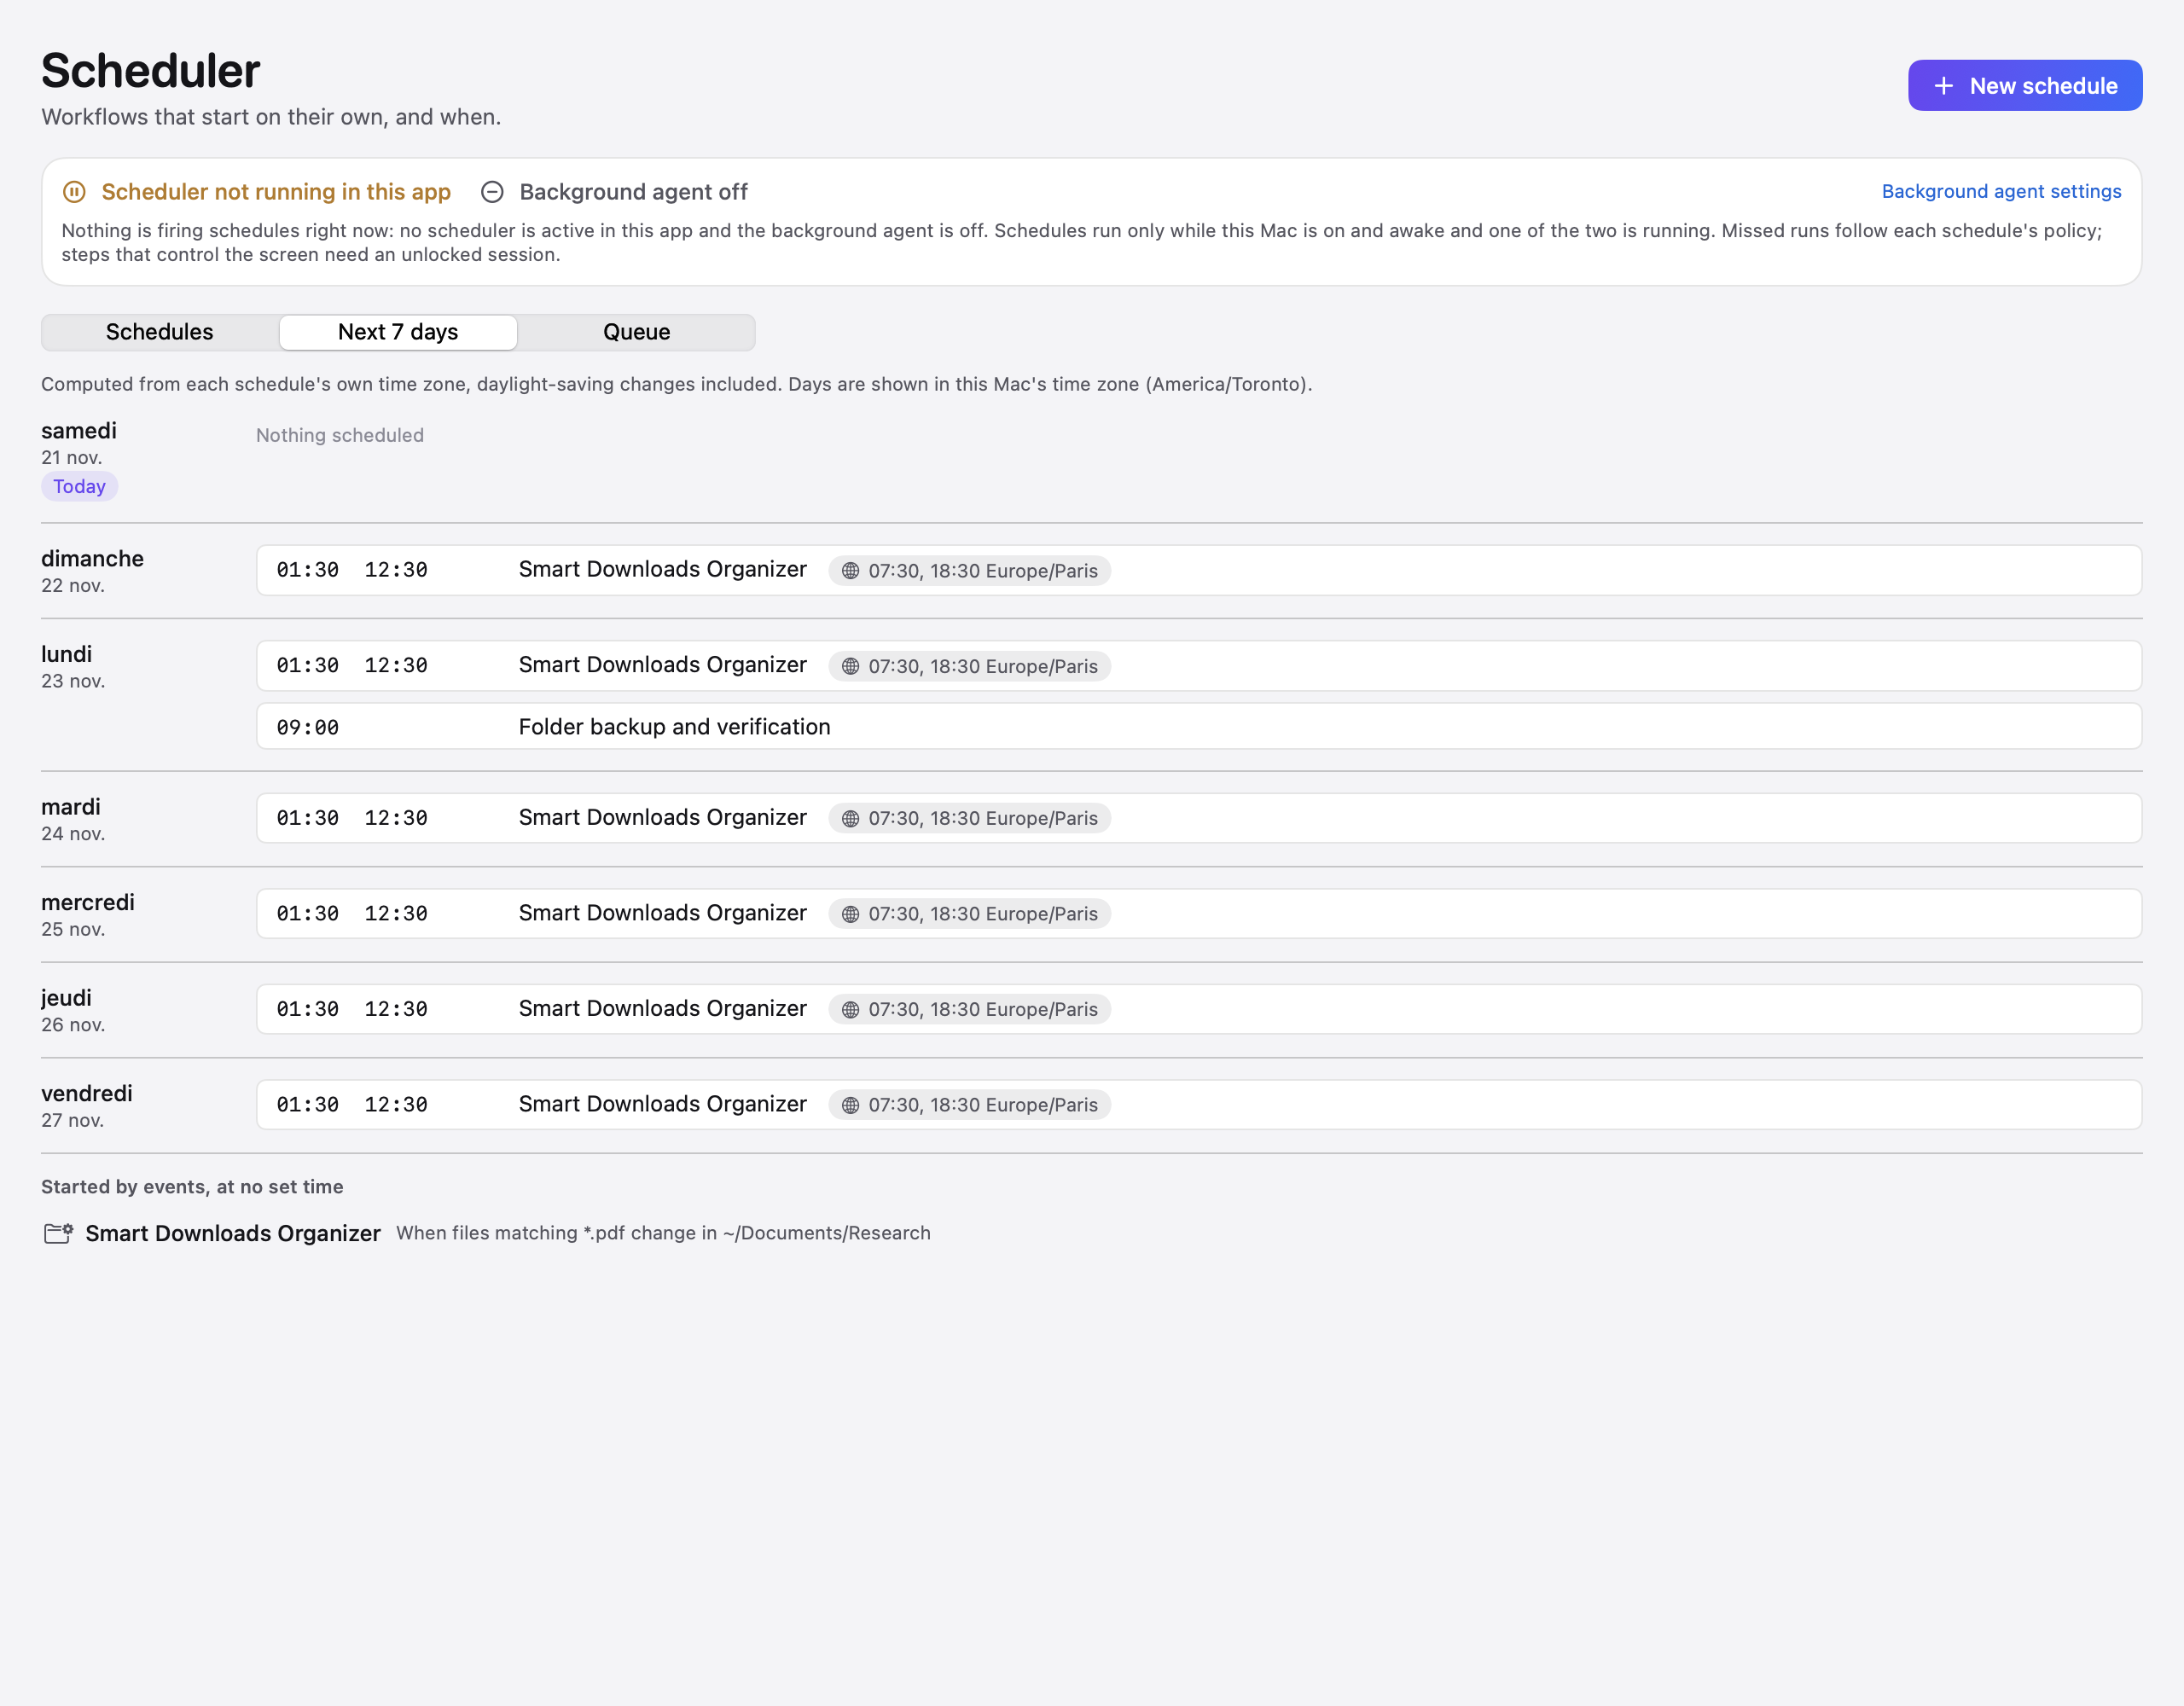 Scheduler
Workflows that start on their own, and when.
New schedule
Scheduler not running in this app
Background agent off
Background agent settings
Nothing is firing schedules right now: no scheduler is active in this app and the background agent is off. Schedules run only while this Mac is on and awake and one of the two is running. Missed runs follow each schedule's policy;
steps that control the screen need an unlocked session.
Schedules
Next 7 days
Queue
Computed from each schedule's own time zone, daylight-saving changes included. Days are shown in this Mac's time zone (America/Toronto).
samedi
21 nov.
Today
Nothing scheduled
dimanche
22 nov.
01:30 12:30 Smart Downloads Organizer 07:30, 18:30 Europe/Paris
lundi
23 nov.
01:30 12:30 Smart Downloads Organizer 07:30, 18:30 Europe/Paris
09:00 Folder backup and verification
mardi
24 nov.
01:30 12:30 Smart Downloads Organizer 07:30, 18:30 Europe/Paris
mercredi
25 nov.
01:30 12:30 Smart Downloads Organizer 07:30, 18:30 Europe/Paris
jeudi
26 nov.
01:30 12:30 Smart Downloads Organizer 07:30, 18:30 Europe/Paris
vendredi
27 nov.
01:30 12:30 Smart Downloads Organizer 07:30, 18:30 Europe/Paris
Started by events, at no set time
Smart Downloads Organizer When files matching *.pdf change in ~/Documents/Research